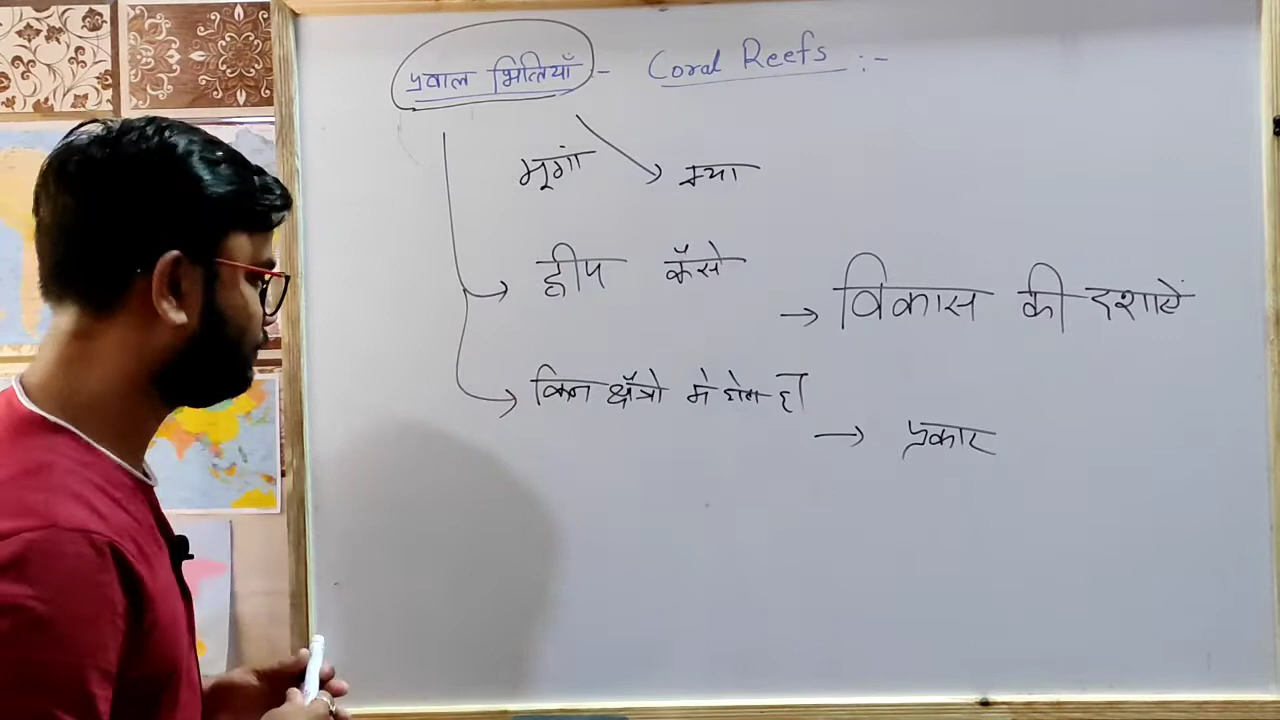 प्रवाल भित्तियाँ - Coral Reefs :-
मूगां → क्या
→ द्वीप कैसे
→ विकास की दशाऐं
→ किन क्षैत्रो मे
→ प्रकार